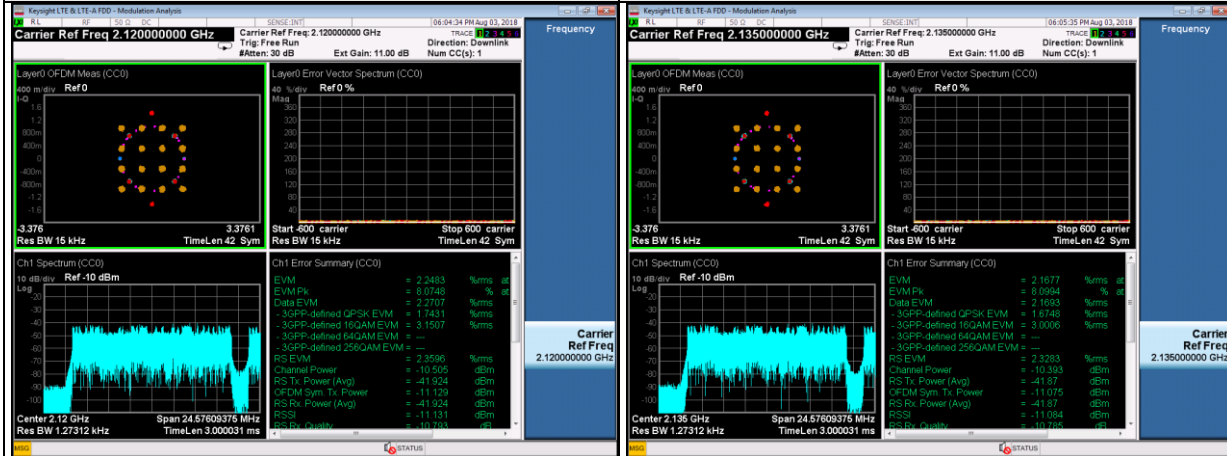 Keysight LTE & LTE-A FDD - Modulation Analysis
RL RF 50 Ω DC SENSE:INT 06:04:34 PM Aug 03, 2018
Carrier Ref Freq 2.120000000 GHz
Carrier Ref Freq: 2.120000000 GHz
TRACE 1 2 3 4 5 6
Trig: Free Run
Direction: Downlink
#Atten: 30 dB Ext Gain: 11.00 dB Num CC(s): 1
Frequency
Layer0 OFDM Meas (CC0)
400 m/div Ref 0
I-Q
1.6
1.2
800m
400m
0
-400m
-800m
-1.2
-1.6
-3.376 3.3761
Res BW 15 kHz TimeLen 42 Sym
Layer0 Error Vector Spectrum (CC0)
40 %/div Ref 0 %
Mag
360
320
280
240
200
160
120
80
40
Start -600 carrier Stop 600 carrier
Res BW 15 kHz TimeLen 42 Sym
Ch1 Spectrum (CC0)
10 dB/div Ref -10 dBm
Log
-20
-30
-40
-50
-60
-70
-80
-90
-100
Center 2.12 GHz Span 24.57609375 MHz
Res BW 1.27312 kHz TimeLen 3.000031 ms
Ch1 Error Summary (CC0)
EVM = 2.2483 %rms at
EVM Pk = 8.0748 % at
Data EVM = 2.2707 %rms
- 3GPP-defined QPSK EVM = 1.7431 %rms
- 3GPP-defined 16QAM EVM = 3.1507 %rms
- 3GPP-defined 64QAM EVM = ---
- 3GPP-defined 256QAM EVM = ---
RS EVM = 2.3596 %rms
Channel Power = -10.505 dBm
RS Tx. Power (Avg) = -41.924 dBm
OFDM Sym. Tx. Power = -11.129 dBm
RS Rx. Power (Avg) = -41.924 dBm
RSSI = -11.131 dBm
RS Rx. Quality = -10.793 dB
Carrier
Ref Freq
2.120000000 GHz
MSG STATUS
Keysight LTE & LTE-A FDD - Modulation Analysis
RL RF 50 Ω DC SENSE:INT 06:05:35 PM Aug 03, 2018
Carrier Ref Freq 2.135000000 GHz
Carrier Ref Freq: 2.135000000 GHz
TRACE 1 2 3 4 5 6
Trig: Free Run
Direction: Downlink
#Atten: 30 dB Ext Gain: 11.00 dB Num CC(s): 1
Frequency
Layer0 OFDM Meas (CC0)
400 m/div Ref 0
I-Q
1.6
1.2
800m
400m
0
-400m
-800m
-1.2
-1.6
-3.376 3.3761
Res BW 15 kHz TimeLen 42 Sym
Layer0 Error Vector Spectrum (CC0)
40 %/div Ref 0 %
Mag
360
320
280
240
200
160
120
80
40
Start -600 carrier Stop 600 carrier
Res BW 15 kHz TimeLen 42 Sym
Ch1 Spectrum (CC0)
10 dB/div Ref -10 dBm
Log
-20
-30
-40
-50
-60
-70
-80
-90
-100
Center 2.135 GHz Span 24.57609375 MHz
Res BW 1.27312 kHz TimeLen 3.000031 ms
Ch1 Error Summary (CC0)
EVM = 2.1677 %rms at
EVM Pk = 8.0994 % at
Data EVM = 2.1693 %rms
- 3GPP-defined QPSK EVM = 1.6748 %rms
- 3GPP-defined 16QAM EVM = 3.0006 %rms
- 3GPP-defined 64QAM EVM = ---
- 3GPP-defined 256QAM EVM = ---
RS EVM = 2.3283 %rms
Channel Power = -10.393 dBm
RS Tx. Power (Avg) = -41.87 dBm
OFDM Sym. Tx. Power = -11.075 dBm
RS Rx. Power (Avg) = -41.87 dBm
RSSI = -11.084 dBm
RS Rx. Quality = -10.785 dB
Carrier
Ref Freq
2.135000000 GHz
MSG STATUS